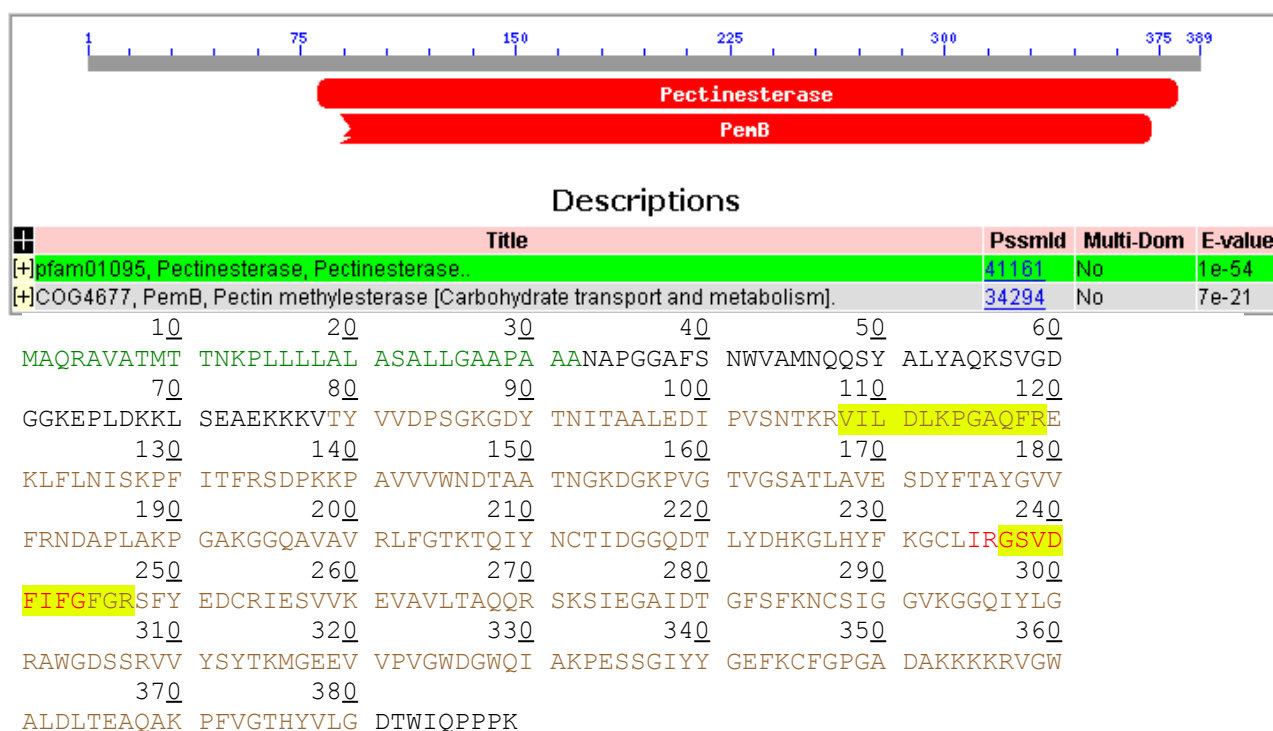 1 75 150 225 300 375 389
Pectinesterase
PemB
Descriptions
Title PssmId Multi-Dom E-value
[+]pfam01095, Pectinesterase, Pectinesterase.. 41161 No 1e-54
[+]COG4677, PemB, Pectin methylesterase [Carbohydrate transport and metabolism]. 34294 No 7e-21
10 20 30 40 50 60
MAQRAVATMT TNKPLLLLAL ASALLGAAPA AANAPGGAFS NWVAMNQQSY ALYAQKSVGD
70 80 90 100 110 120
GGKEPLDKKL SEAEKKKVTY VVDPSGKGDY TNITAALEDI PVSNTKRVIL DLKPGAQFRE
130 140 150 160 170 180
KLFLNISKPF ITFRSDPKKP AVVVWNDTAA TNGKDGKPVG TVGSATLAVE SDYFTAYGVV
190 200 210 220 230 240
FRNDAPLAKP GAKGGQAVAV RLFGTKTQIY NCTIDGGQDT LYDHKGLHYF KGCLIRGSVD
250 260 270 280 290 300
FIFGFGRSFY EDCRIESVVK EVAVLTAQQR SKSIEGAIDT GFSFKNCSIG GVKGGQIYLG
310 320 330 340 350 360
RAWGDSSRVV YSYTKMGEEV VPVGWDGWQI AKPESSGIYY GEFKCFGPGA DAKKKKRVGW
370 380
ALDLTEAQAK PFVGTHYVLG DTWIQPPPK